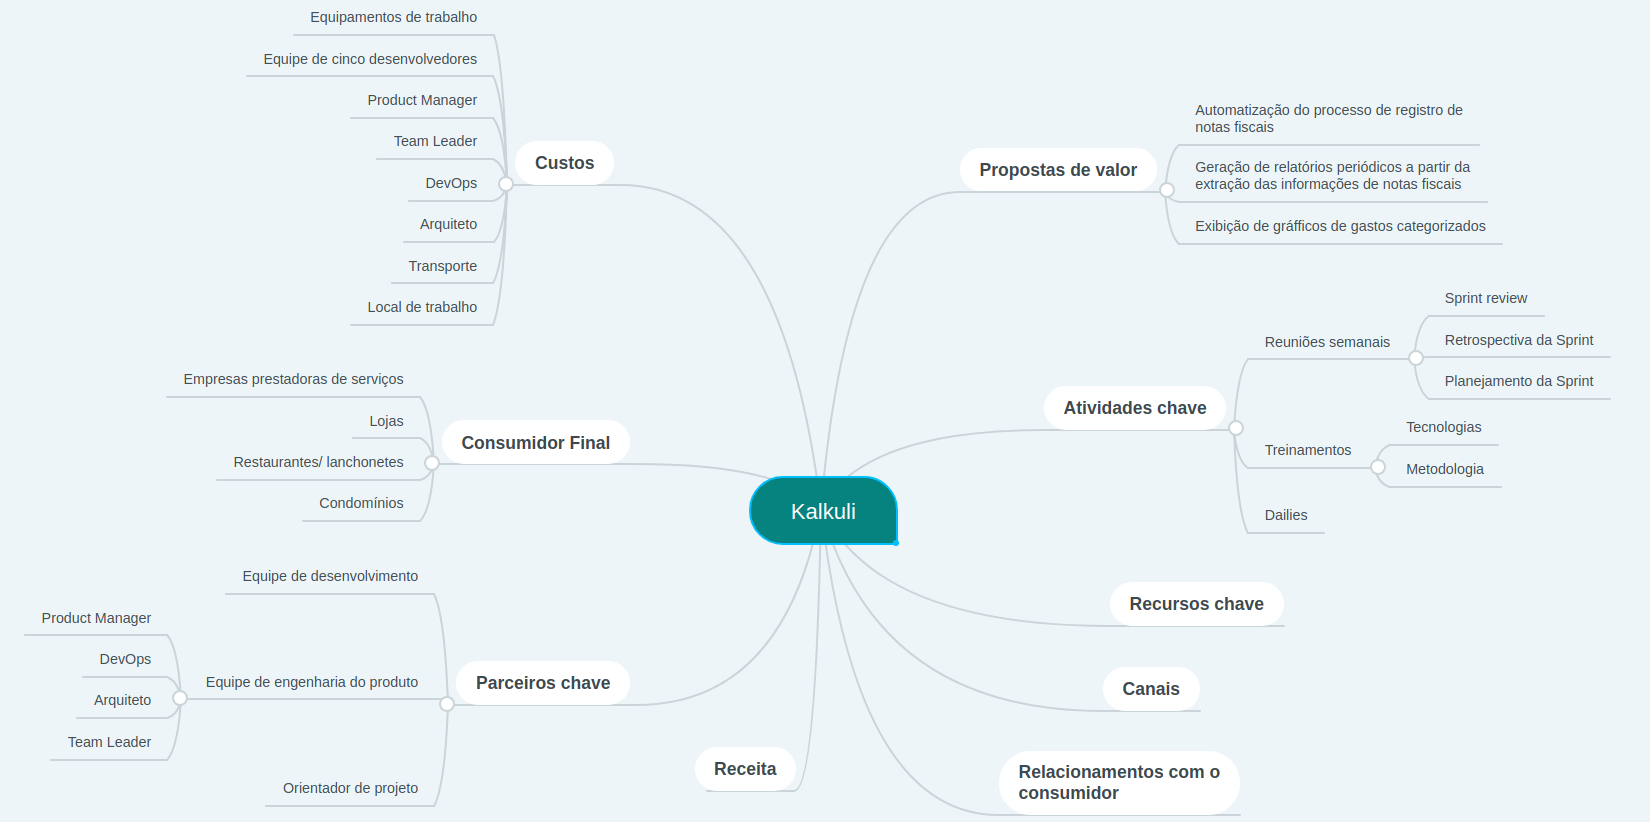 Kalkuli
Custos
Equipamentos de trabalho
Equipe de cinco desenvolvedores
Product Manager
Team Leader
DevOps
Arquiteto
Transporte
Local de trabalho
Consumidor Final
Empresas prestadoras de serviços
Lojas
Restaurantes/ lanchonetes
Condomínios
Parceiros chave
Equipe de desenvolvimento
Equipe de engenharia do produto
Product Manager
DevOps
Arquiteto
Team Leader
Orientador de projeto
Receita
Propostas de valor
Automatização do processo de registro de
notas fiscais
Geração de relatórios periódicos a partir da
extração das informações de notas fiscais
Exibição de gráfficos de gastos categorizados
Atividades chave
Reuniões semanais
Sprint review
Retrospectiva da Sprint
Planejamento da Sprint
Treinamentos
Tecnologias
Metodologia
Dailies
Recursos chave
Canais
Relacionamentos com o
consumidor